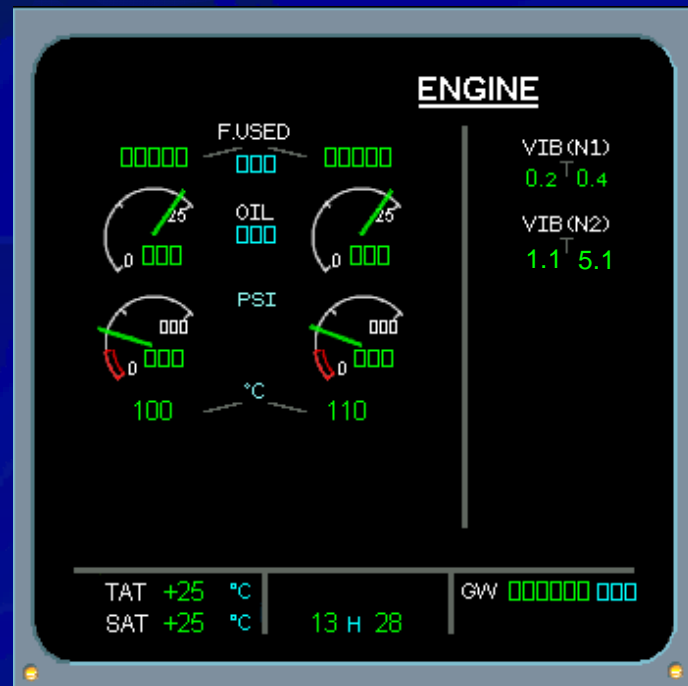 ENGINE
F.USED
VIB (N1)
0.2 0.4
OIL
25 25
VIB (N2)
1.1 5.1
0 0
PSI
0 0
°C
100 110
TAT +25 °C
GW
SAT +25 °C
13 H 28